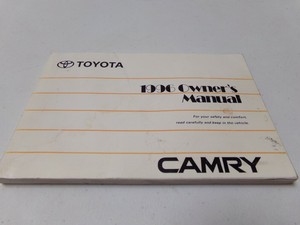 TOYOTA
1996 Owner's
Manual
For your safety and comfort,
read carefully and keep in this vehicle.
CAMRY